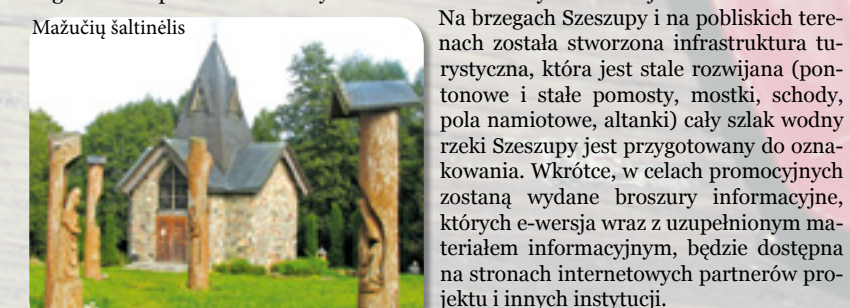 Mažučių šaltinėlis
Na brzegach Szeszupy i na pobliskich tere-
nach została stworzona infrastruktura tu-
rystyczna, która jest stale rozwijana (pon-
tonowe i stałe pomosty, mostki, schody,
pola namiotowe, altanki) cały szlak wodny
rzeki Szeszupy jest przygotowany do ozna-
kowania. Wkrótce, w celach promocyjnych
zostaną wydane broszury informacyjne,
których e-wersja wraz z uzupełnionym ma-
teriałem informacyjnym, będzie dostępna
na stronach internetowych partnerów pro-
jektu i innych instytucji.